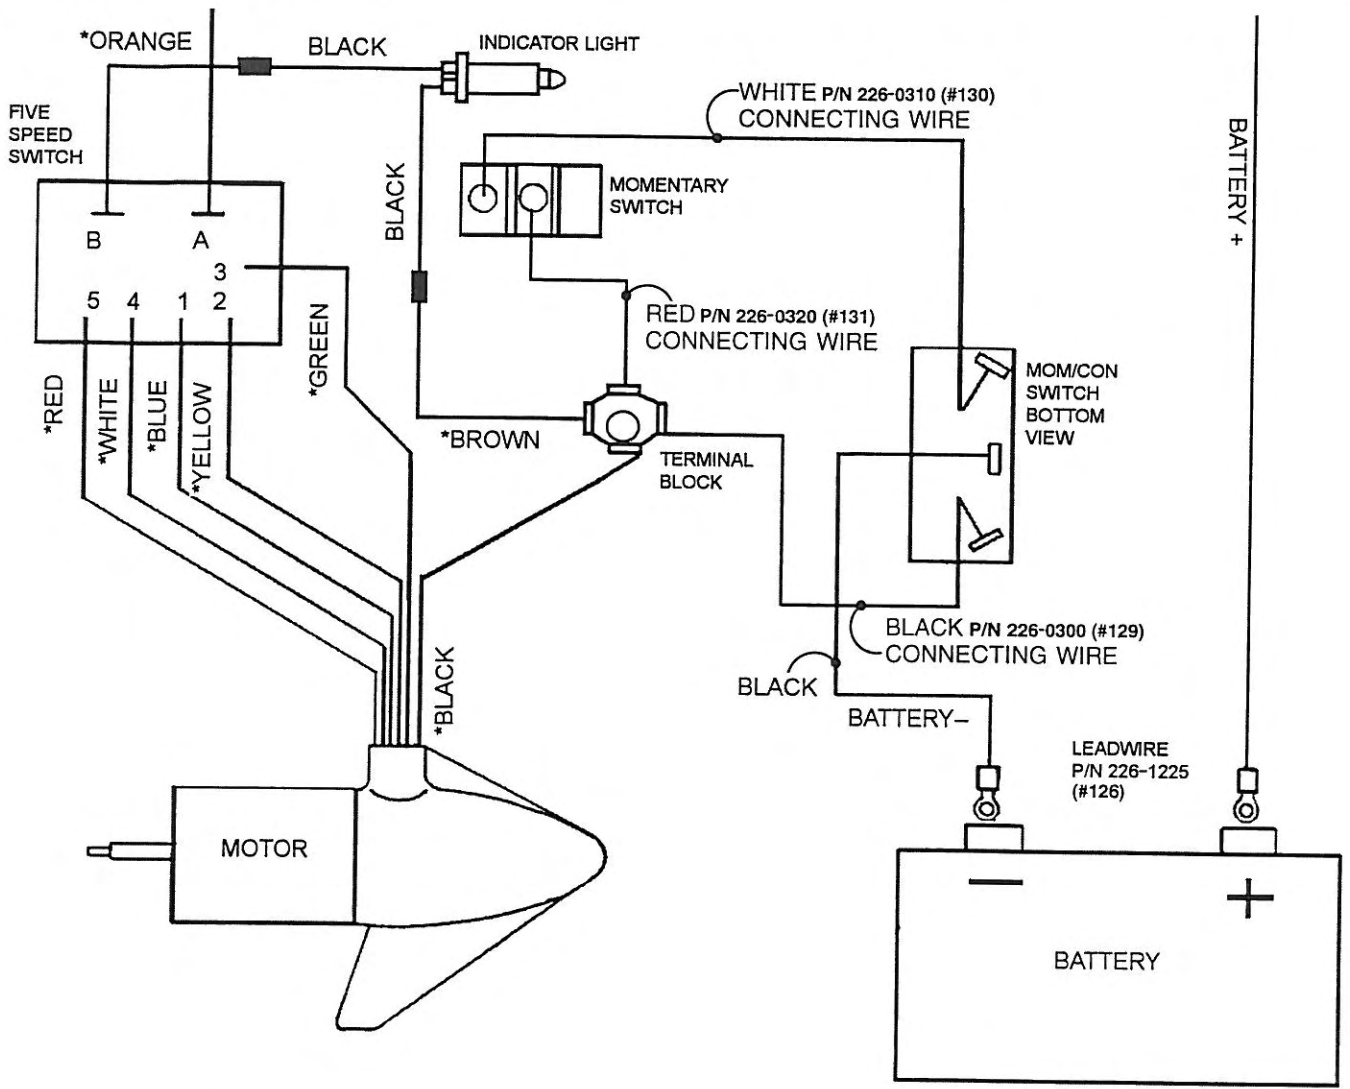 *ORANGE
BLACK
INDICATOR LIGHT
FIVE
SPEED
SWITCH
WHITE P/N 226-0310 (#130)
CONNECTING WIRE
BATTERY +
BLACK
MOMENTARY
SWITCH
B A
3
5 4 1 2
RED P/N 226-0320 (#131)
CONNECTING WIRE
*GREEN
*RED
*WHITE
*BLUE
*YELLOW
MOM/CON
SWITCH
BOTTOM
VIEW
*BROWN
TERMINAL
BLOCK
BLACK P/N 226-0300 (#129)
CONNECTING WIRE
*BLACK
BLACK
BATTERY–
LEADWIRE
P/N 226-1225
(#126)
MOTOR
— +
BATTERY